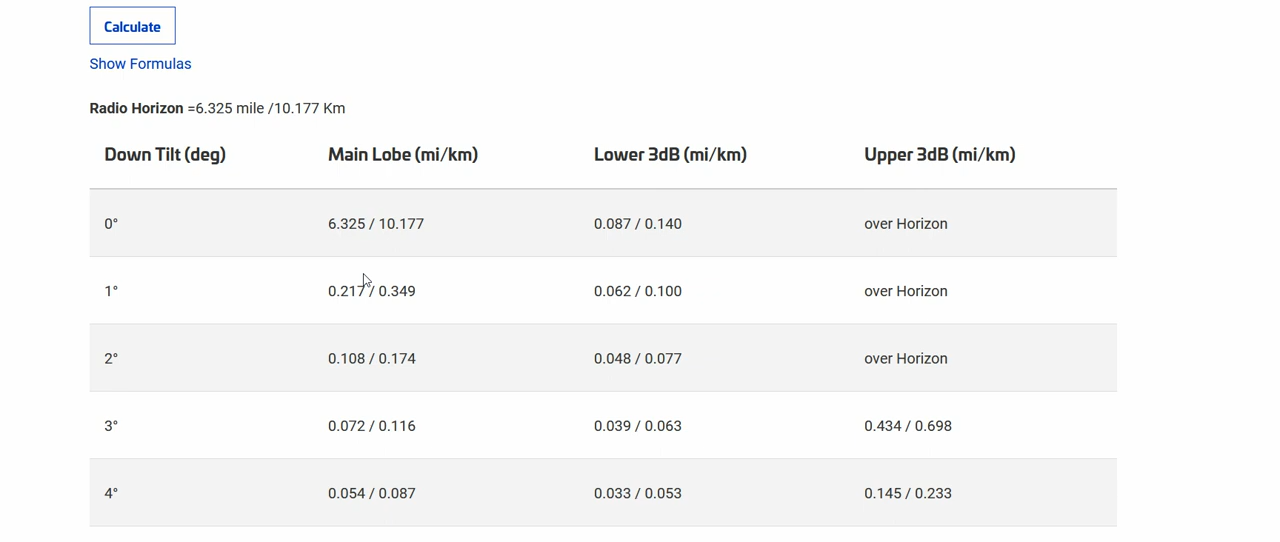 Calculate
Show Formulas
Radio Horizon =6.325 mile /10.177 Km
Down Tilt (deg) Main Lobe (mi/km) Lower 3dB (mi/km) Upper 3dB (mi/km)
0° 6.325 / 10.177 0.087 / 0.140 over Horizon
1° 0.217 / 0.349 0.062 / 0.100 over Horizon
2° 0.108 / 0.174 0.048 / 0.077 over Horizon
3° 0.072 / 0.116 0.039 / 0.063 0.434 / 0.698
4° 0.054 / 0.087 0.033 / 0.053 0.145 / 0.233